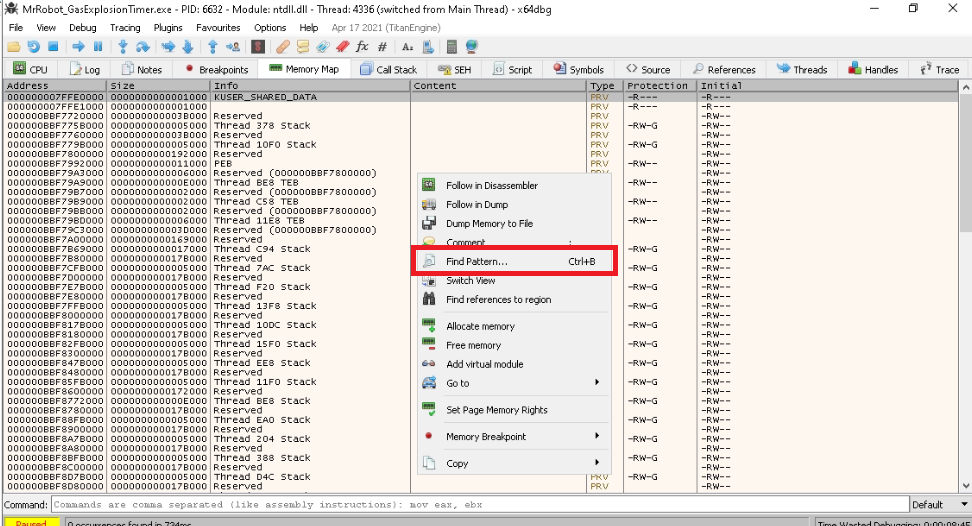 MrRobot_GasExplosionTimer.exe - PID: 6632 - Module: ntdll.dll - Thread: 4336 (switched from Main Thread) - x64dbg
File View Debug Tracing Plugins Favourites Options Help Apr 17 2021 (TitanEngine)
CPU Log Notes Breakpoints Memory Map Call Stack SEH Script Symbols Source References Threads Handles Trace
Address Size Info Content Type Protection Initial
000000007FFE0000 0000000000001000 KUSER_SHARED_DATA PRV -R--- -R---
000000007FFE1000 0000000000001000 PRV -R--- -R---
000000BBF7720000 000000000003B000 Reserved PRV -RW--
000000BBF775B000 0000000000005000 Thread 378 Stack PRV -RW-G -RW--
000000BBF7760000 000000000003B000 Reserved PRV -RW--
000000BBF779B000 0000000000005000 Thread 10F0 Stack PRV -RW-G -RW--
000000BBF7800000 0000000000192000 Reserved PRV -RW--
000000BBF7992000 0000000000011000 PEB PRV -RW-- -RW--
000000BBF79A3000 0000000000006000 Reserved (000000BBF7800000) -RW--
000000BBF79A9000 000000000000E000 Thread BE8 TEB -RW-- -RW--
000000BBF79B7000 0000000000002000 Reserved (000000BBF7800000) -RW--
000000BBF79B9000 0000000000002000 Thread C58 TEB -RW-- -RW--
000000BBF79BB000 0000000000002000 Reserved (000000BBF7800000) -RW--
000000BBF79BD000 0000000000006000 Thread 11E8 TEB -RW-- -RW--
000000BBF79C3000 000000000003D000 Reserved (000000BBF7800000) -RW--
000000BBF7A00000 0000000000169000 Reserved -RW--
000000BBF7B69000 0000000000017000 Thread C94 Stack -RW-G -RW--
000000BBF7B80000 000000000017B000 Reserved -RW--
000000BBF7CFB000 0000000000005000 Thread 7AC Stack -RW-G -RW--
000000BBF7D00000 000000000017B000 Reserved -RW--
000000BBF7E7B000 0000000000005000 Thread F20 Stack -RW-G -RW--
000000BBF7E80000 000000000017B000 Reserved -RW--
000000BBF7FFB000 0000000000005000 Thread 13F8 Stack -RW-G -RW--
000000BBF8000000 000000000017B000 Reserved -RW--
000000BBF817B000 0000000000005000 Thread 10DC Stack -RW-G -RW--
000000BBF8180000 000000000017B000 Reserved -RW--
000000BBF82FB000 0000000000005000 Thread 15F0 Stack -RW-G -RW--
000000BBF8300000 000000000017B000 Reserved -RW--
000000BBF847B000 0000000000005000 Thread EE8 Stack -RW-G -RW--
000000BBF8480000 000000000017B000 Reserved -RW--
000000BBF85FB000 0000000000005000 Thread 11F0 Stack -RW-G -RW--
000000BBF8600000 0000000000172000 Reserved -RW--
000000BBF8772000 000000000000E000 Thread BE8 Stack -RW-G -RW--
000000BBF8780000 000000000017B000 Reserved -RW--
000000BBF88FB000 0000000000005000 Thread EA0 Stack -RW-G -RW--
000000BBF8900000 000000000017B000 Reserved -RW--
000000BBF8A7B000 0000000000005000 Thread 204 Stack -RW-G -RW--
000000BBF8A80000 000000000017B000 Reserved -RW--
000000BBF8BFB000 0000000000005000 Thread 388 Stack -RW-G -RW--
000000BBF8C00000 000000000017B000 Reserved -RW--
000000BBF8D7B000 0000000000005000 Thread D4C Stack PRV -RW-G -RW--
000000BBF8D80000 000000000017B000 Reserved PRV -RW--
Follow in Disassembler
Follow in Dump
Dump Memory to File
Comment ;
Find Pattern... Ctrl+B
Switch View
Find references to region
Allocate memory
Free memory
Add virtual module
Go to
Set Page Memory Rights
Memory Breakpoint
Copy
Command: Commands are comma separated (like assembly instructions): mov eax, ebx Default
Paused 0 occurrences found in 734ms Time Wasted Debugging: